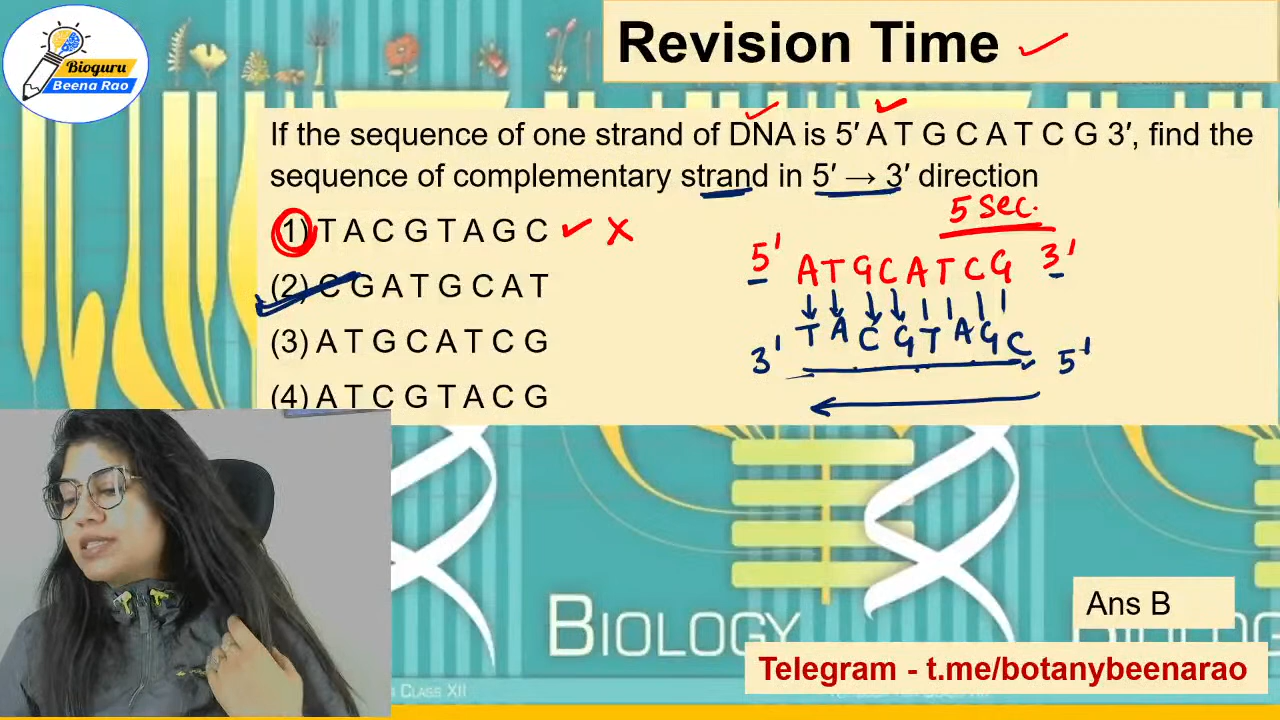 Bioguru
Beena Rao
Revision Time
If the sequence of one strand of DNA is 5′ A T G C A T C G 3′, find the
sequence of complementary strand in 5′ → 3′ direction
1) T A C G T A G C
(2) C G A T G C A T
(3) A T G C A T C G
(4) A T C G T A C G
5 Sec.
5' A T G C A T C G 3'
3' T A C G T A G C 5'
BIOLOGY
Ans B
Telegram - t.me/botanybeenarao
CLASS XII